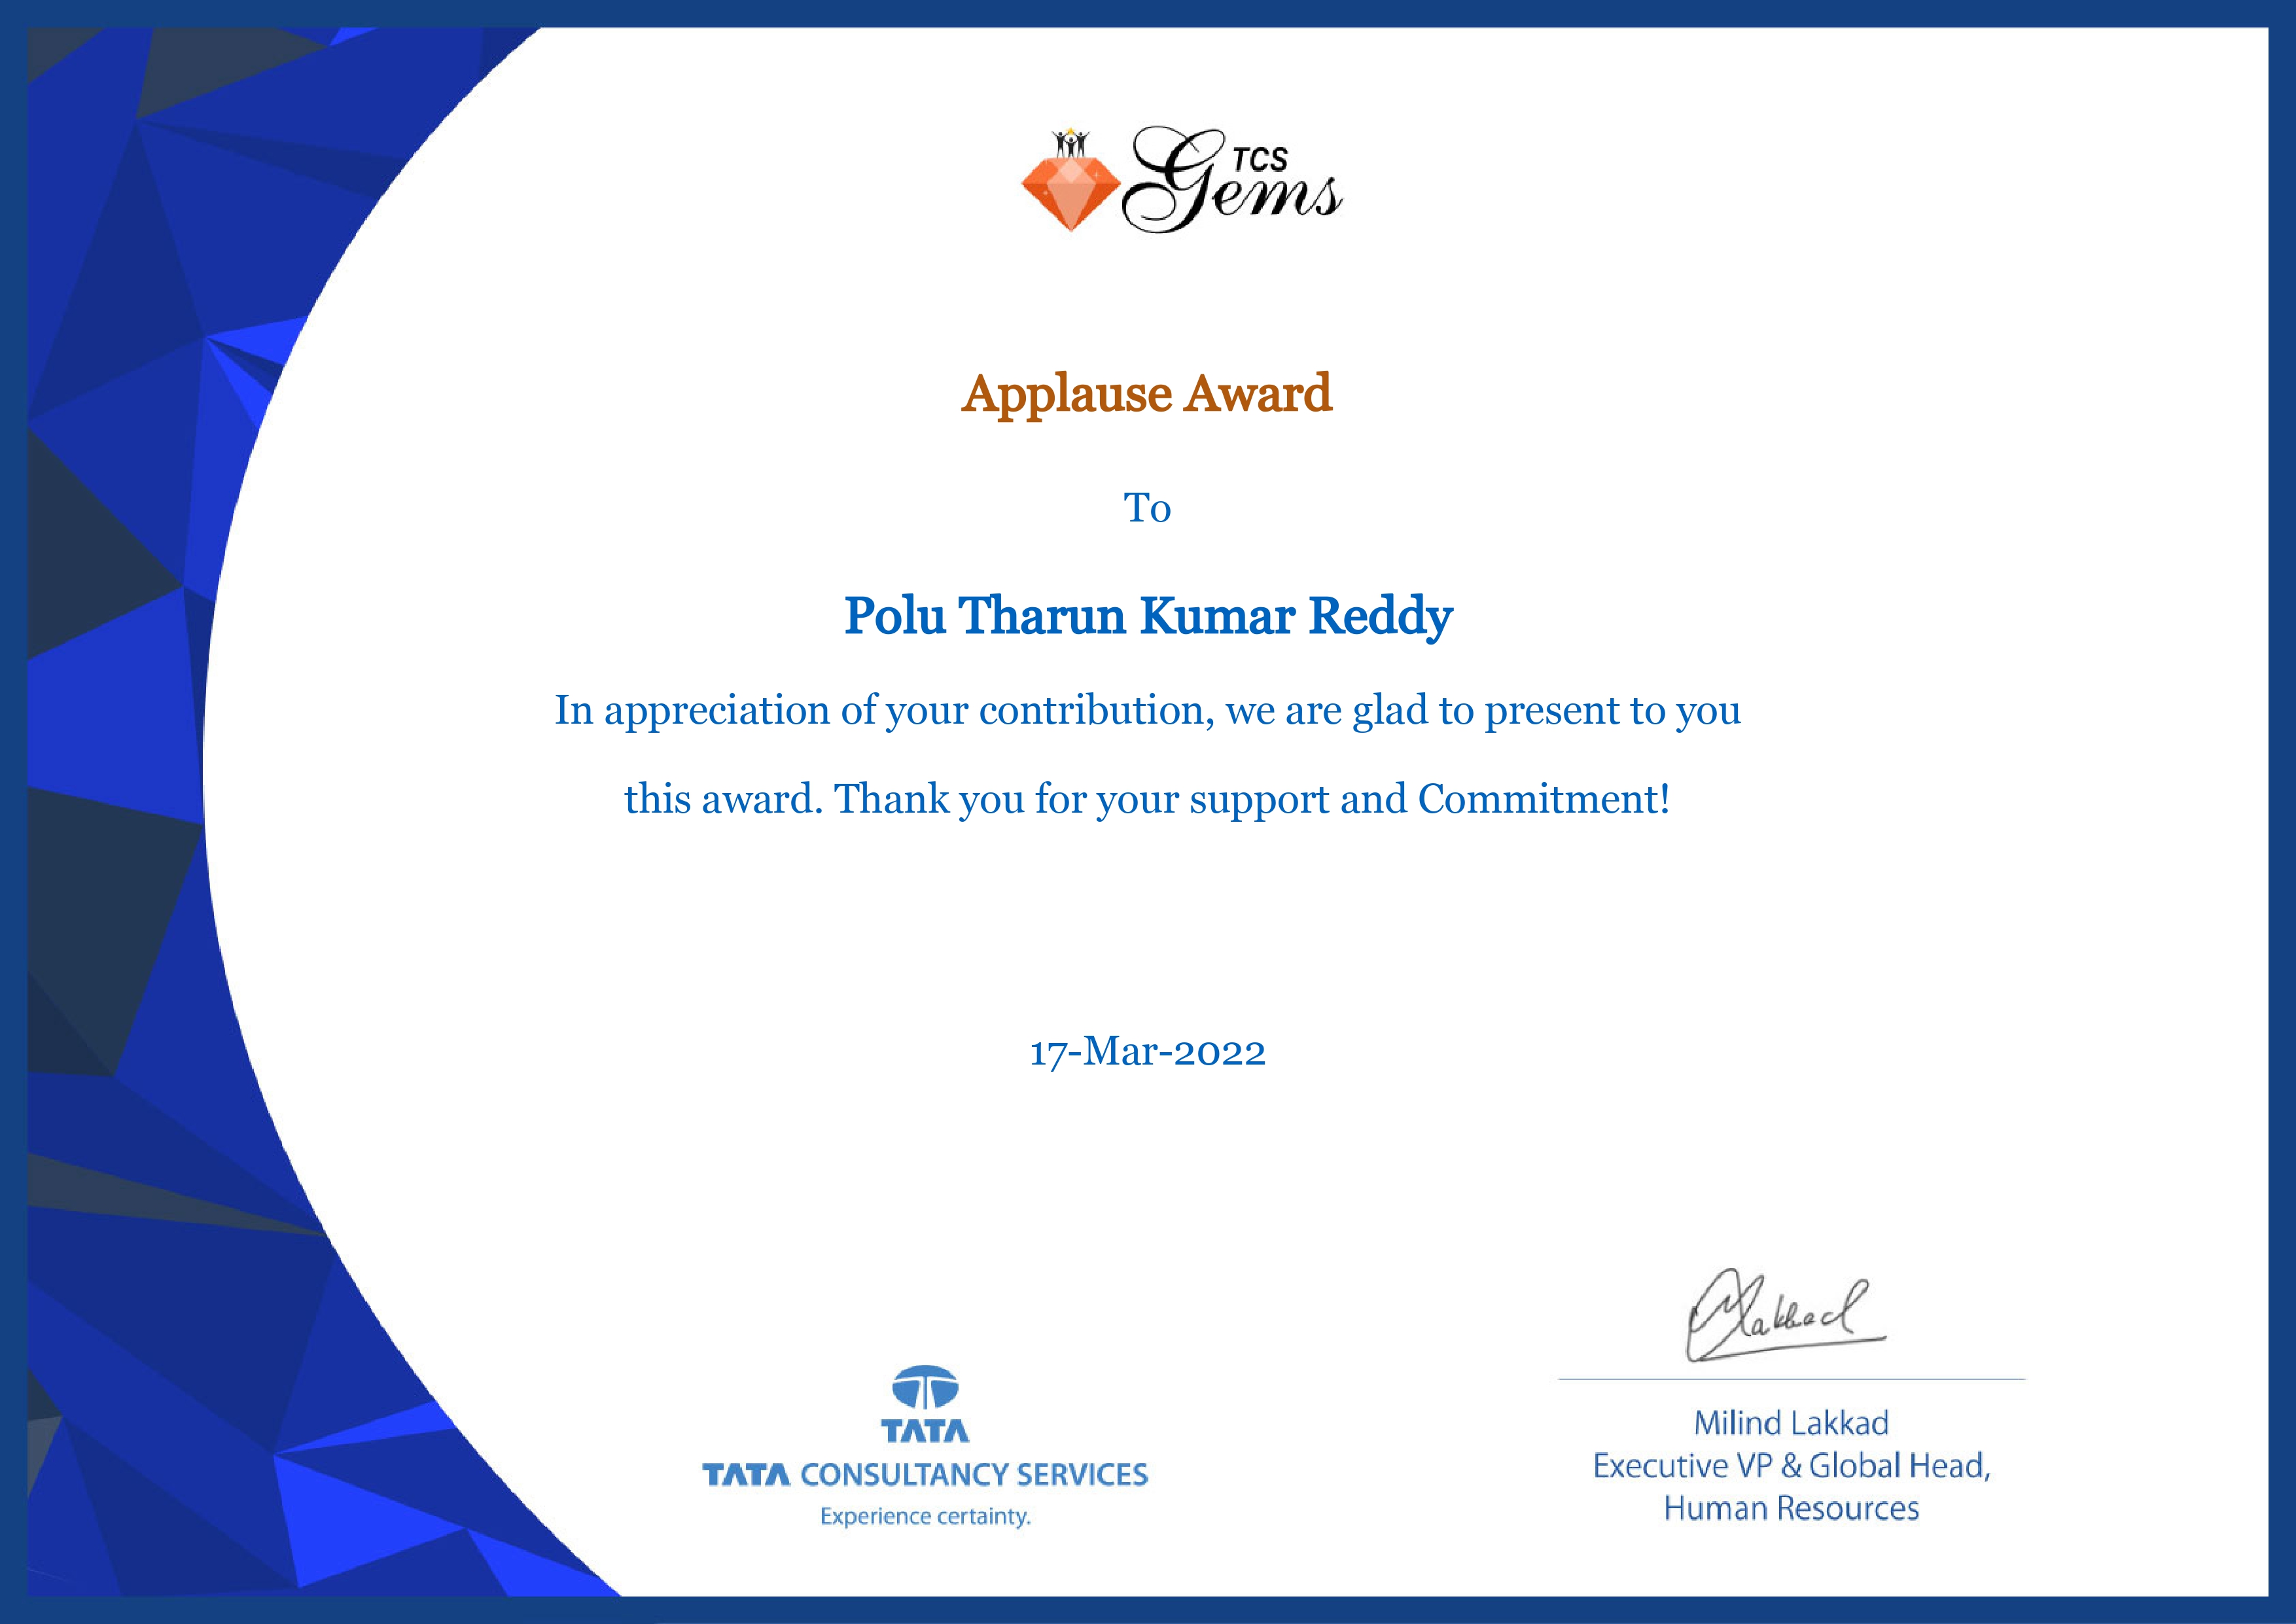 TCS
Gems
Applause Award
To
Polu Tharun Kumar Reddy
In appreciation of your contribution, we are glad to present to you
this award. Thank you for your support and Commitment!
17-Mar-2022
Mlakkad
TATA
TATA CONSULTANCY SERVICES
Experience certainty.
Milind Lakkad
Executive VP & Global Head,
Human Resources